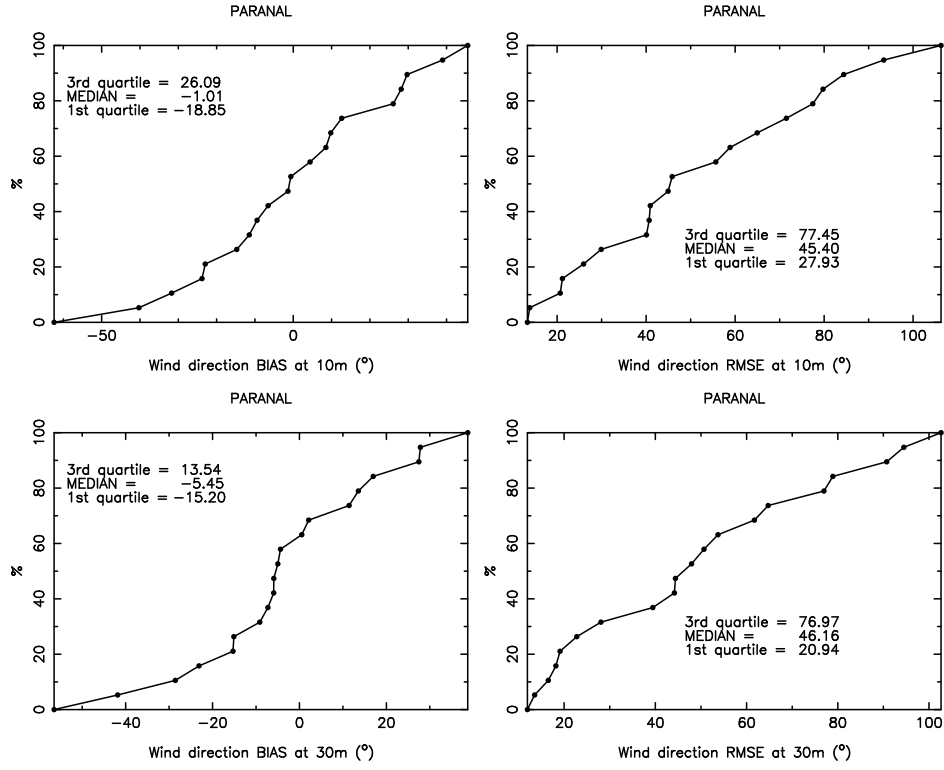 PARANAL
100
80
60
40
20
0
%
3rd quartile = 26.09
MEDIAN = -1.01
1st quartile = -18.85
-50 0
Wind direction BIAS at 10m (°)
PARANAL
100
80
60
40
20
0
%
3rd quartile = 77.45
MEDIAN = 45.40
1st quartile = 27.93
20 40 60 80 100
Wind direction RMSE at 10m (°)
PARANAL
100
80
60
40
20
0
%
3rd quartile = 13.54
MEDIAN = -5.45
1st quartile = -15.20
-40 -20 0 20
Wind direction BIAS at 30m (°)
PARANAL
100
80
60
40
20
0
%
3rd quartile = 76.97
MEDIAN = 46.16
1st quartile = 20.94
20 40 60 80 100
Wind direction RMSE at 30m (°)